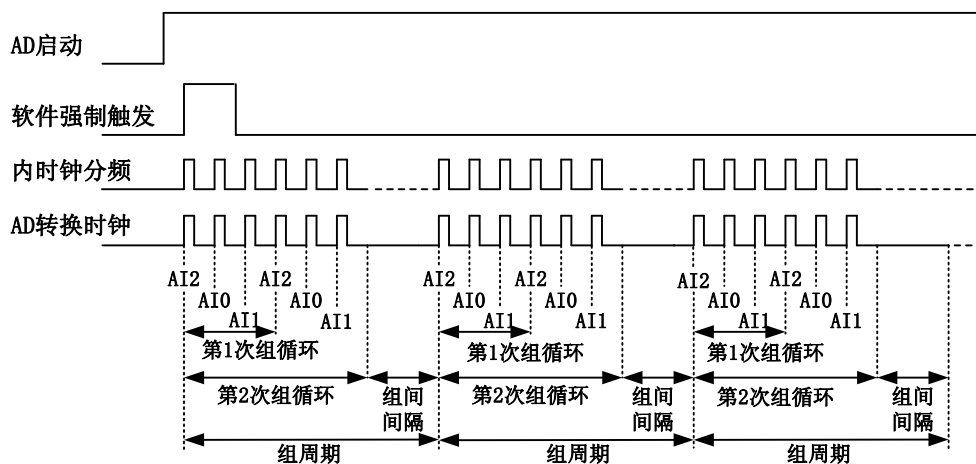 AD启动
软件强制触发
内时钟分频
AD转换时钟
AI2 AI0 AI1 AI2 AI0 AI1 AI2 AI0 AI1 AI2 AI0 AI1 AI2 AI0 AI1 AI2 AI0 AI1
第1次组循环 第1次组循环 第1次组循环
第2次组循环 组间间隔 第2次组循环 组间间隔 第2次组循环 组间间隔
组周期 组周期 组周期